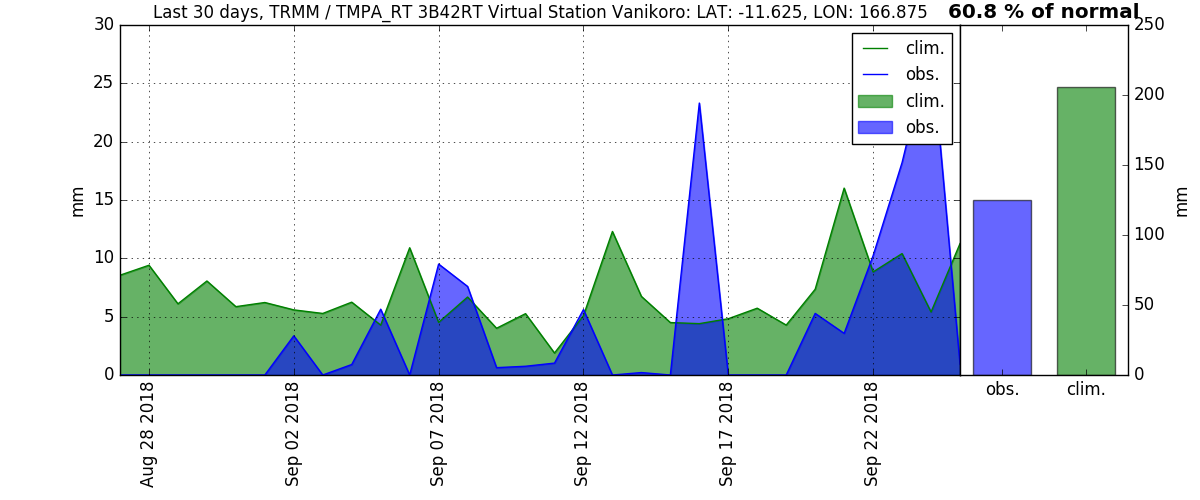 Last 30 days, TRMM / TMPA_RT 3B42RT Virtual Station Vanikoro: LAT: -11.625, LON: 166.875
60.8 % of normal
30
25
20
15
10
5
0
mm
clim.
obs.
clim.
obs.
250
200
150
100
50
0
mm
Aug 28 2018
Sep 02 2018
Sep 07 2018
Sep 12 2018
Sep 17 2018
Sep 22 2018
obs.
clim.